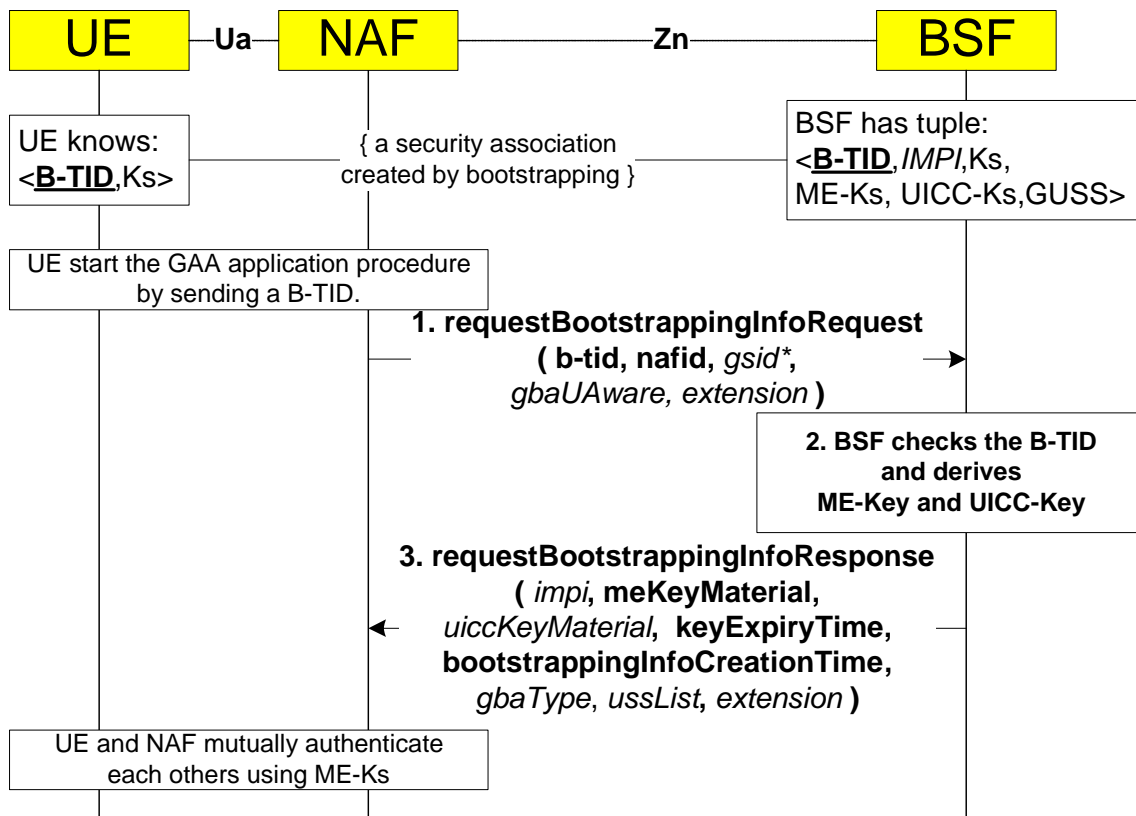 UE Ua NAF Zn BSF
UE knows:
<B-TID,Ks>
{ a security association
created by bootstrapping }
BSF has tuple:
<B-TID,IMPI,Ks,
ME-Ks, UICC-Ks,GUSS>
UE start the GAA application procedure
by sending a B-TID.
1. requestBootstrappingInfoRequest
( b-tid, nafid, gsid*,
gbaUAware, extension )
2. BSF checks the B-TID
and derives
ME-Key and UICC-Key
3. requestBootstrappingInfoResponse
( impi, meKeyMaterial,
uiccKeyMaterial, keyExpiryTime,
bootstrappingInfoCreationTime,
gbaType, ussList, extension )
UE and NAF mutually authenticate
each others using ME-Ks